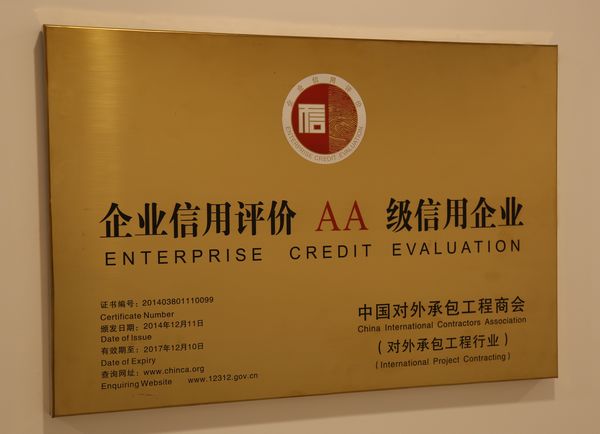 企业信用评价
信
ENTERPRISE CREDIT EVALUATION
企业信用评价 AA 级信用企业
ENTERPRISE CREDIT EVALUATION
证书编号：201403801110099
Certificate Number
颁发日期：2014年12月11日
Date of Issue
有效期至：2017年12月10日
Date of Expiry
查询网址：www.chinca.org
Enquiring Website www.12312.gov.cn
中国对外承包工程商会
China International Contractors Association
（对外承包工程行业）
(International Project Contracting)